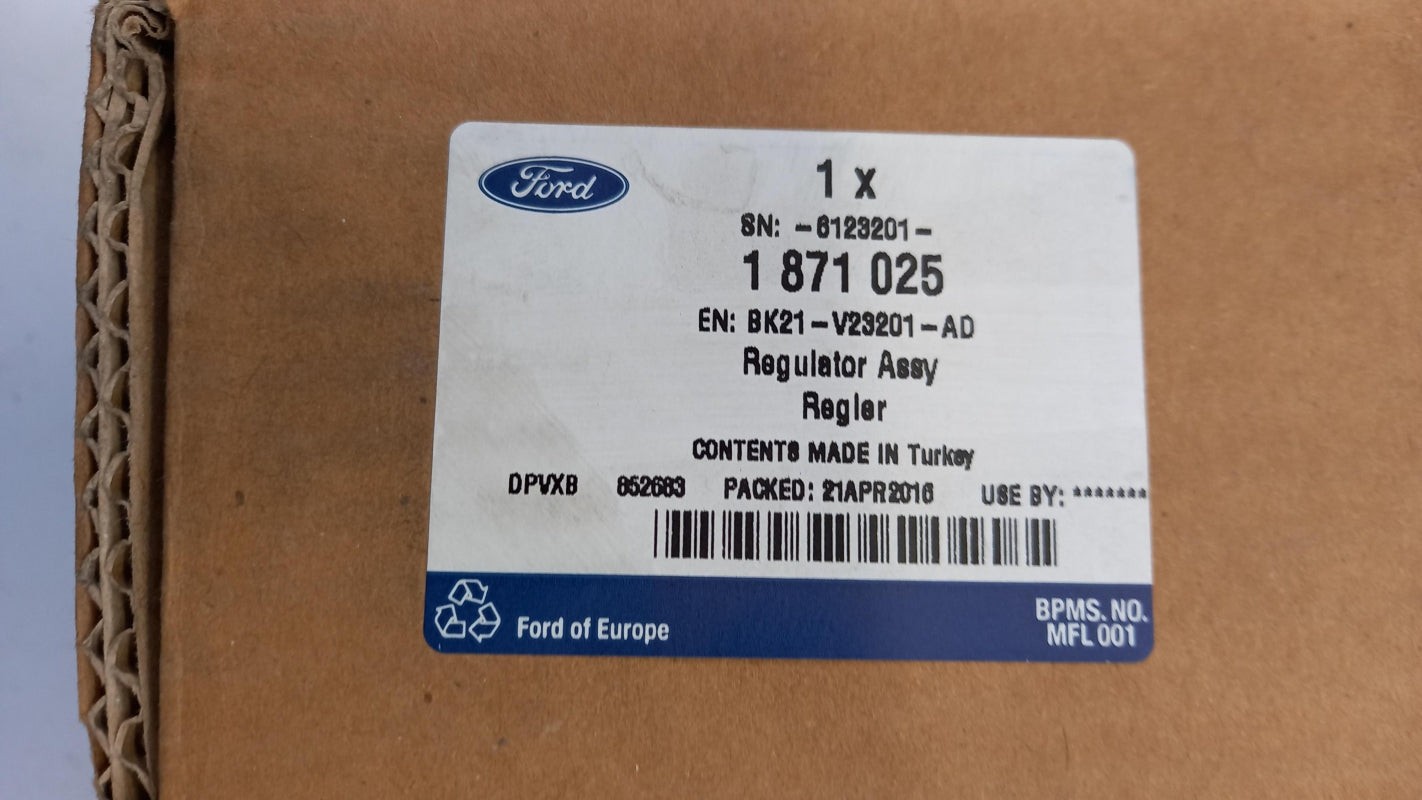 Ford
1 x
SN: -6123201-
1 871 025
EN: BK21-V23201-AD
Regulator Assy
Regler
CONTENTS MADE IN Turkey
DPVXB 852683 PACKED: 21APR2016 USE BY: *******
Ford of Europe
BPMS. NO.
MFL 001